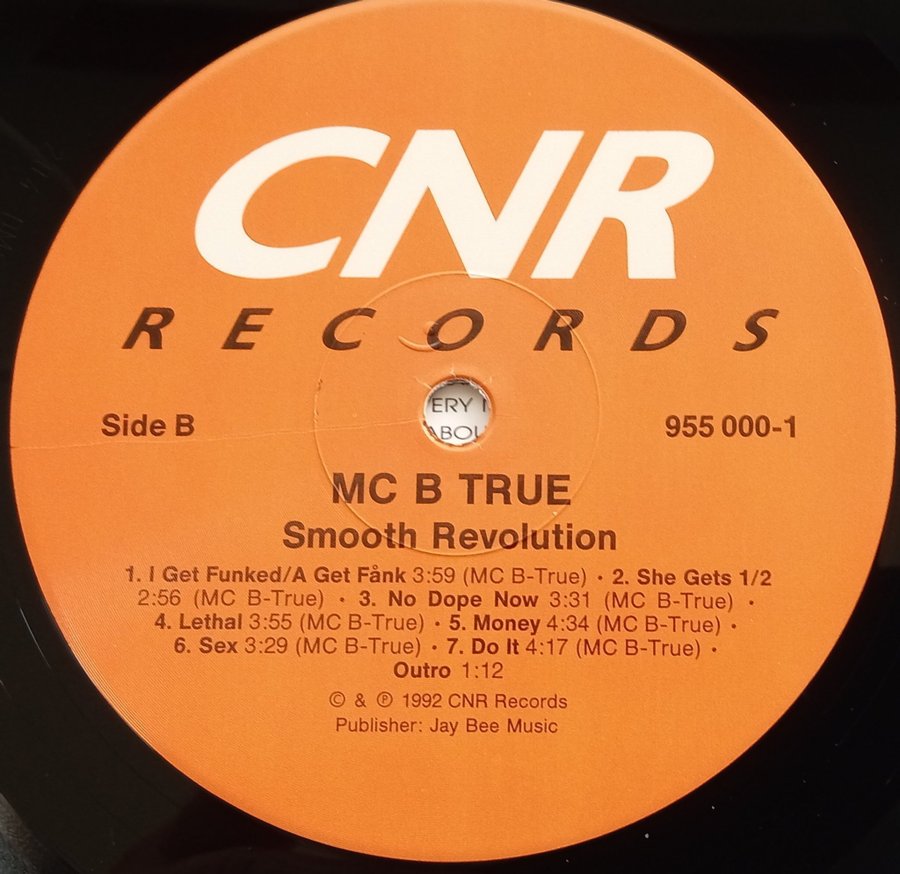 CNR
RECORDS
Side B
955 000-1
ERY
ABOU
MC B TRUE
Smooth Revolution
1. I Get Funked/A Get Fånk 3:59 (MC B-True) • 2. She Gets 1/2
2:56 (MC B-True) • 3. No Dope Now 3:31 (MC B-True) •
4. Lethal 3:55 (MC B-True) • 5. Money 4:34 (MC B-True) •
6. Sex 3:29 (MC B-True) • 7. Do It 4:17 (MC B-True) •
Outro 1:12
© & ℗ 1992 CNR Records
Publisher: Jay Bee Music